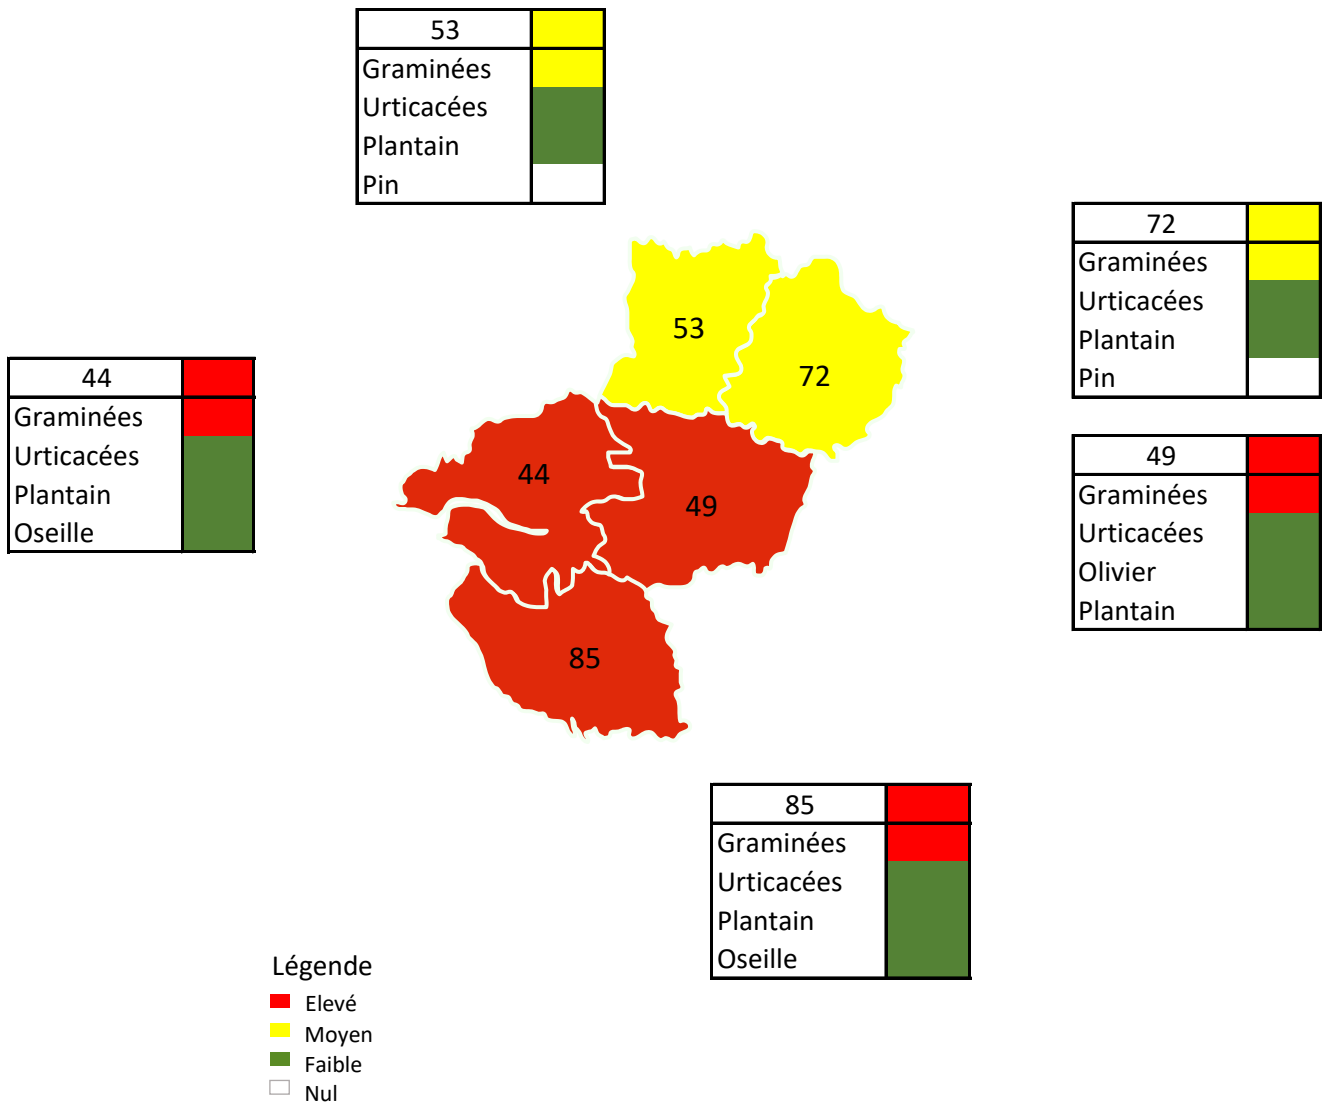 53
Graminées
Urticacées
Plantain
Pin
72
Graminées
Urticacées
Plantain
Pin
44
Graminées
Urticacées
Plantain
Oseille
49
Graminées
Urticacées
Olivier
Plantain
53
72
44
49
85
85
Graminées
Urticacées
Plantain
Oseille
Légende
Elevé
Moyen
Faible
Nul